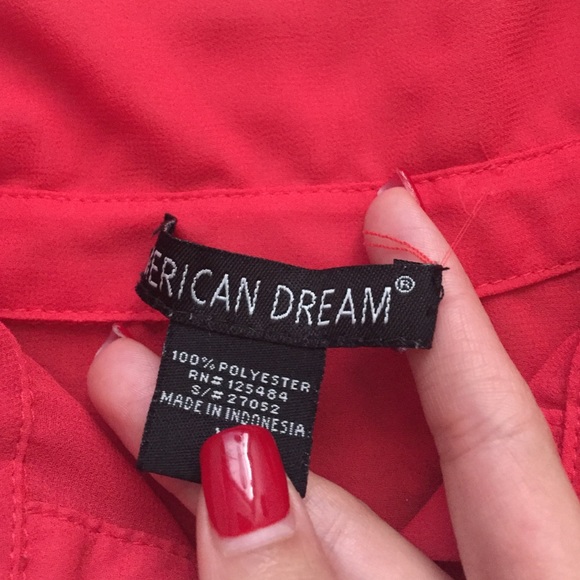 ERICAN DREAM®
100% POLYESTER
RN# 125484
S/# 27052
MADE IN INDONESIA